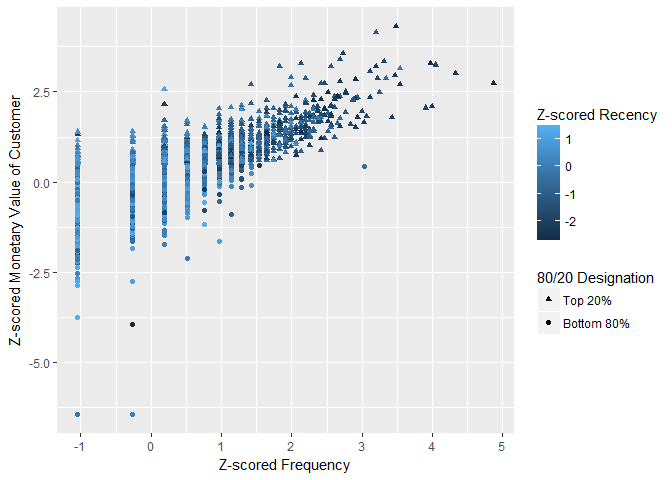 2.5
0.0
-2.5
-5.0
Z-scored Monetary Value of Customer
-1
0
1
2
3
4
5
Z-scored Frequency
Z-scored Recency
1
0
-1
-2
80/20 Designation
Top 20%
Bottom 80%